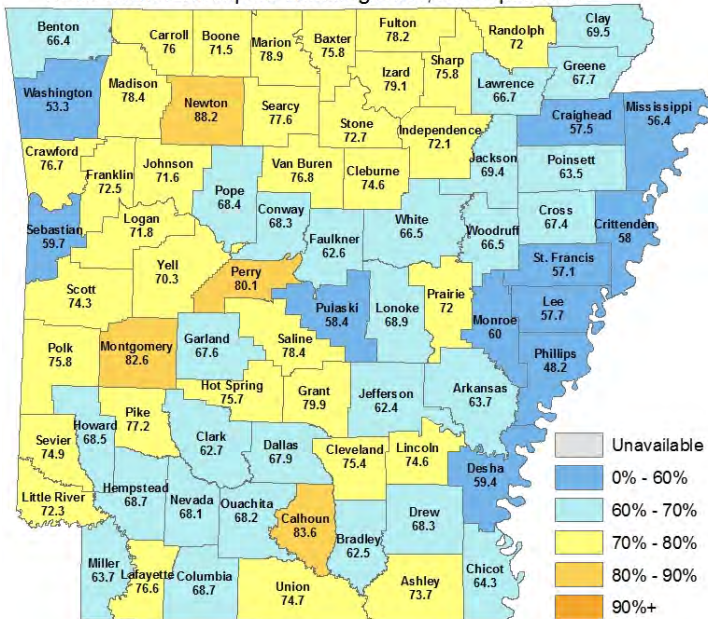 Benton
66.4
Carroll
76
Boone
71.5
Marion
78.9
Baxter
75.8
Fulton
78.2
Randolph
72
Clay
69.5
Washington
53.3
Madison
78.4
Newton
88.2
Searcy
77.6
Stone
72.7
Izard
79.1
Sharp
75.8
Independence
72.1
Lawrence
66.7
Greene
67.7
Craighead
57.5
Mississippi
56.4
Crawford
76.7
Franklin
72.5
Johnson
71.6
Pope
68.4
Van Buren
76.8
Cleburne
74.6
Jackson
69.4
Poinsett
63.5
Sebastian
59.7
Logan
71.8
Conway
68.3
Faulkner
62.6
White
66.5
Woodruff
66.5
Cross
67.4
Crittenden
58
Scott
74.3
Yell
70.3
Perry
80.1
Pulaski
58.4
Lonoke
68.9
Prairie
72
Monroe
60
St. Francis
57.1
Lee
57.7
Phillips
48.2
Polk
75.8
Montgomery
82.6
Garland
67.6
Saline
78.4
Hot Spring
75.7
Grant
79.9
Jefferson
62.4
Arkansas
63.7
Sevier
74.9
Howard
68.5
Pike
77.2
Clark
62.7
Dallas
67.9
Cleveland
75.4
Lincoln
74.6
Desha
59.4
Little River
72.3
Hempstead
68.7
Nevada
68.1
Ouachita
68.2
Calhoun
83.6
Bradley
62.5
Drew
68.3
Miller
63.7
Lafayette
76.6
Columbia
68.7
Union
74.7
Ashley
73.7
Chicot
64.3
Unavailable
0% - 60%
60% - 70%
70% - 80%
80% - 90%
90%+